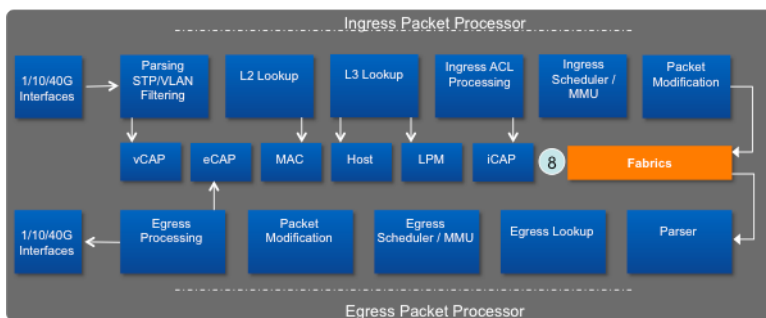 Ingress Packet Processor
1/10/40G
Interfaces
Parsing
STP/VLAN
Filtering
L2 Lookup
L3 Lookup
Ingress ACL
Processing
Ingress
Scheduler /
MMU
Packet
Modification
vCAP
eCAP
MAC
Host
LPM
iCAP
8
Fabrics
1/10/40G
Interfaces
Egress
Processing
Packet
Modification
Egress
Scheduler / MMU
Egress Lookup
Parser
Egress Packet Processor